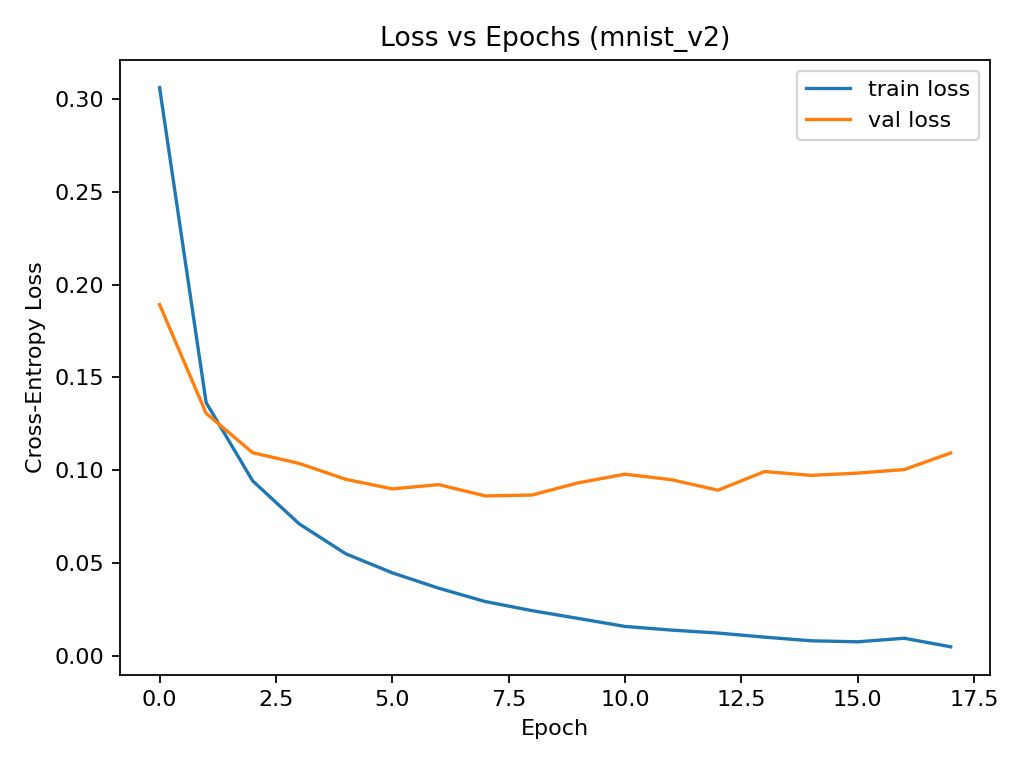 Loss vs Epochs (mnist_v2)
train loss
val loss
Cross-Entropy Loss
0.30
0.25
0.20
0.15
0.10
0.05
0.00
0.0 2.5 5.0 7.5 10.0 12.5 15.0 17.5
Epoch